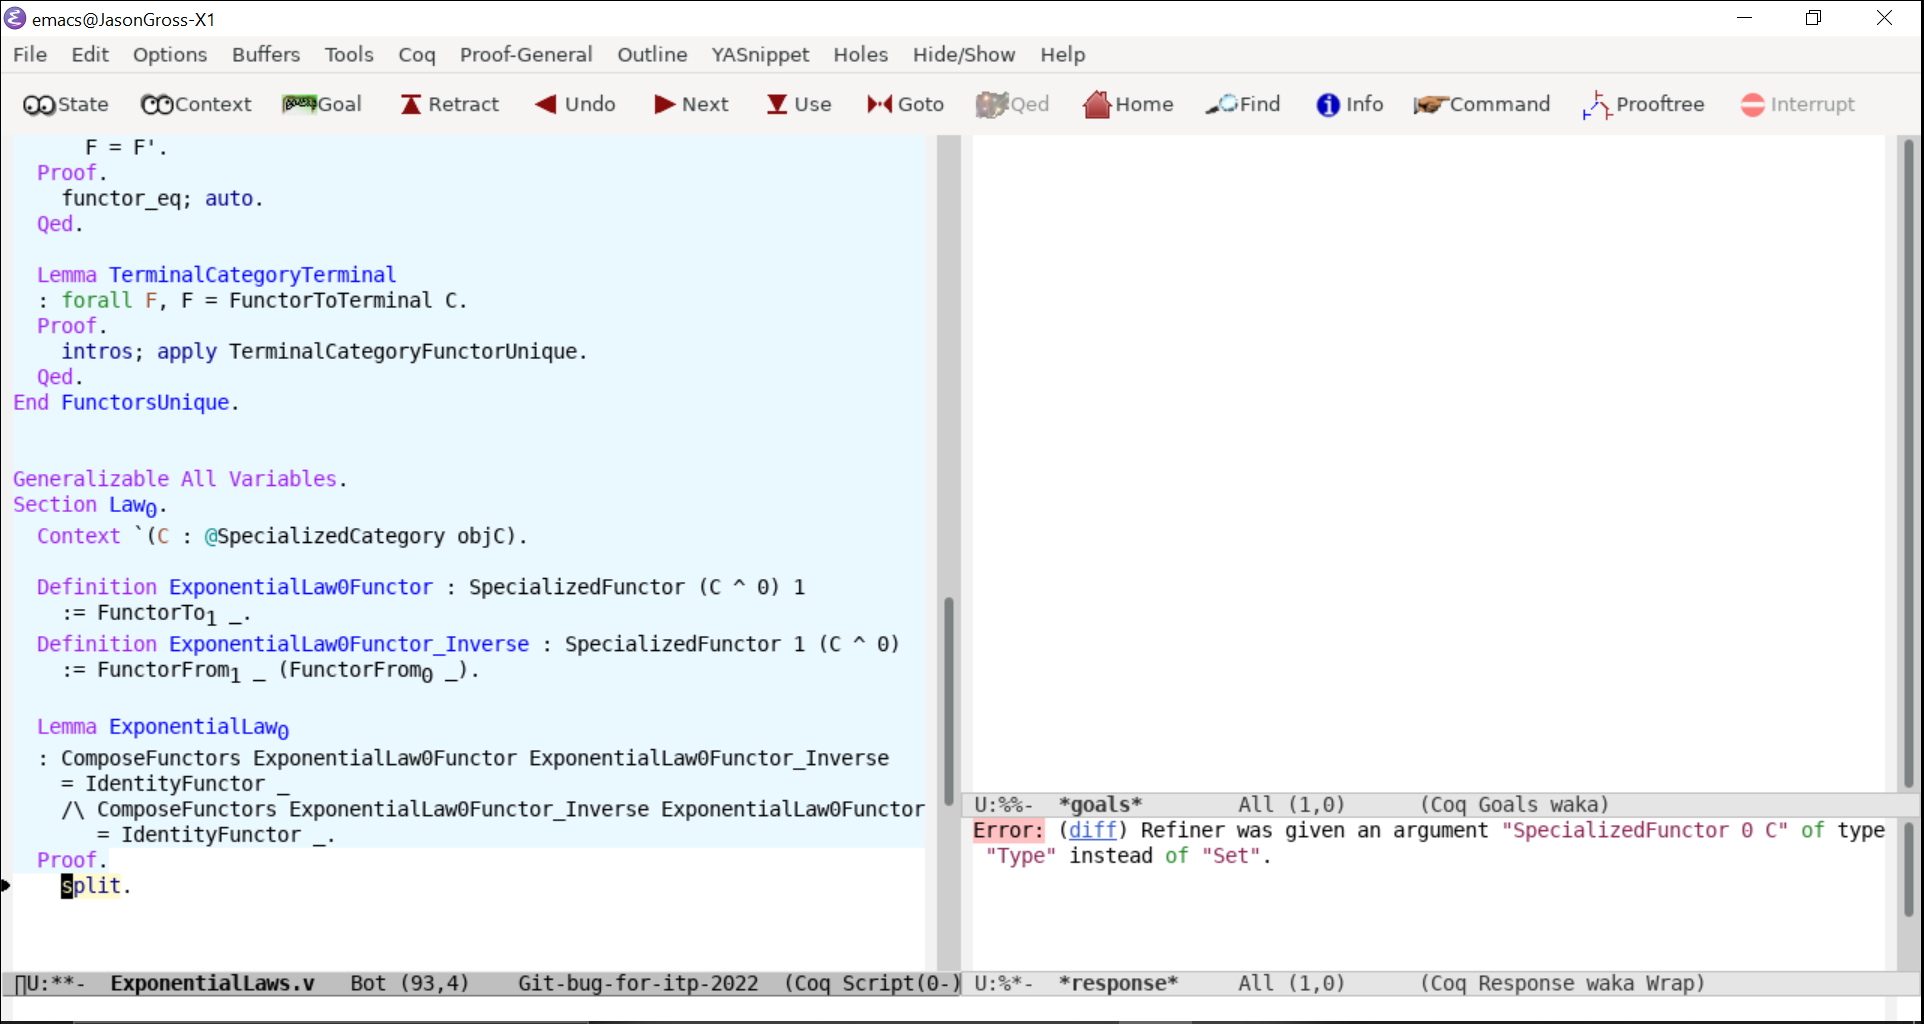 emacs@JasonGross-X1
File Edit Options Buffers Tools Coq Proof-General Outline YASnippet Holes Hide/Show Help
State Context Goal Retract Undo Next Use Goto Qed Home Find Info Command Prooftree Interrupt
F = F'.
Proof.
functor_eq; auto.
Qed.
Lemma TerminalCategoryTerminal
: forall F, F = FunctorToTerminal C.
Proof.
intros; apply TerminalCategoryFunctorUnique.
Qed.
End FunctorsUnique.
Generalizable All Variables.
Section Law₀.
Context `(C : @SpecializedCategory objC).
Definition ExponentialLaw0Functor : SpecializedFunctor (C ^ 0) 1
:= FunctorTo₁ _.
Definition ExponentialLaw0Functor_Inverse : SpecializedFunctor 1 (C ^ 0)
:= FunctorFrom₁ _ (FunctorFrom₀ _).
Lemma ExponentialLaw₀
: ComposeFunctors ExponentialLaw0Functor ExponentialLaw0Functor_Inverse
= IdentityFunctor _
/\ ComposeFunctors ExponentialLaw0Functor_Inverse ExponentialLaw0Functor
= IdentityFunctor _.
Proof.
split.
U:**- ExponentialLaws.v Bot (93,4) Git-bug-for-itp-2022 (Coq Script(0-)
U:%%- *goals* All (1,0) (Coq Goals waka)
Error: (diff) Refiner was given an argument "SpecializedFunctor 0 C" of type
"Type" instead of "Set".
U:%*- *response* All (1,0) (Coq Response waka Wrap)